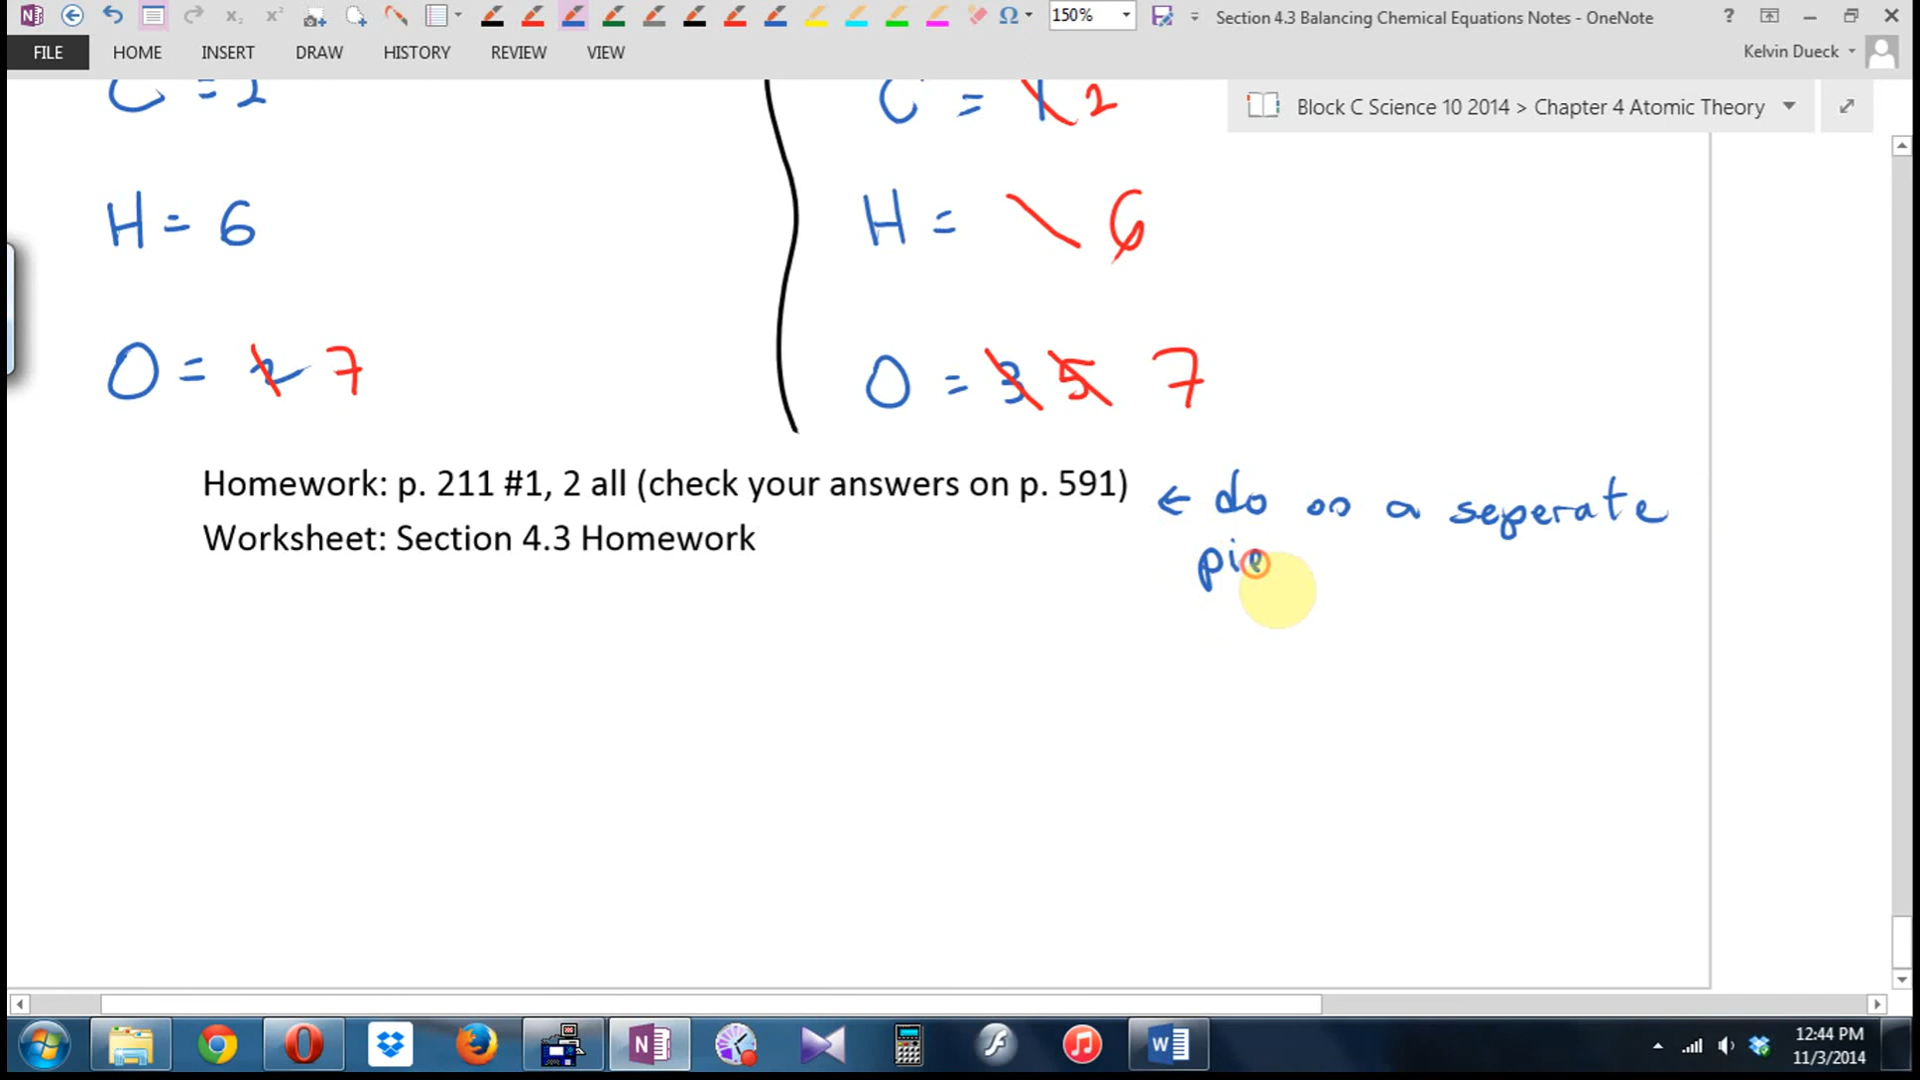 Section 4.3 Balancing Chemical Equations Notes - OneNote
150%
FILE HOME INSERT DRAW HISTORY REVIEW VIEW
Kelvin Dueck
Block C Science 10 2014 > Chapter 4 Atomic Theory
C = 2
C = 1 2
H = 6
H = 6
O = 2 7
O = 3 5 7
Homework: p. 211 #1, 2 all (check your answers on p. 591)
← do on a seperate
Worksheet: Section 4.3 Homework
pie
12:44 PM
11/3/2014